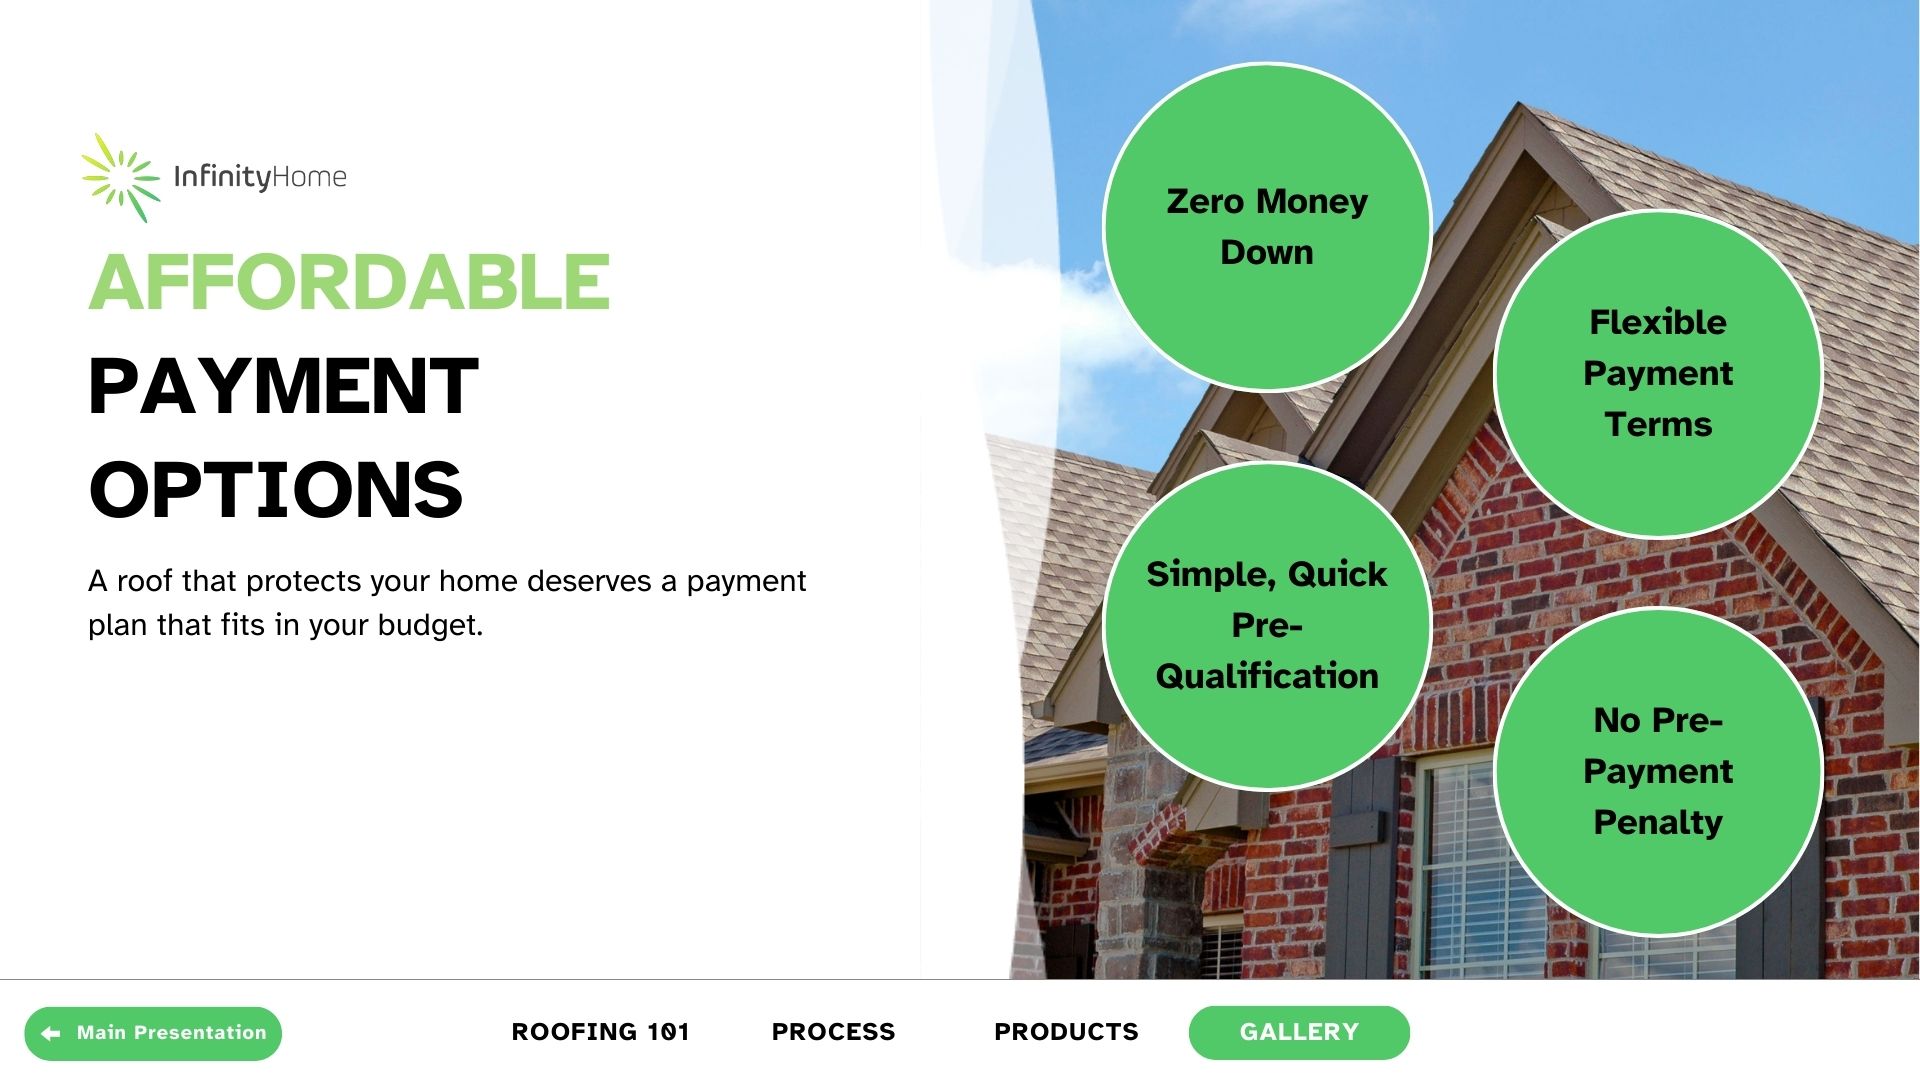 InfinityHome
AFFORDABLE
PAYMENT
OPTIONS
A roof that protects your home deserves a payment
plan that fits in your budget.
Zero Money
Down
Flexible
Payment
Terms
Simple, Quick
Pre-
Qualification
No Pre-
Payment
Penalty
Main Presentation
ROOFING 101
PROCESS
PRODUCTS
GALLERY